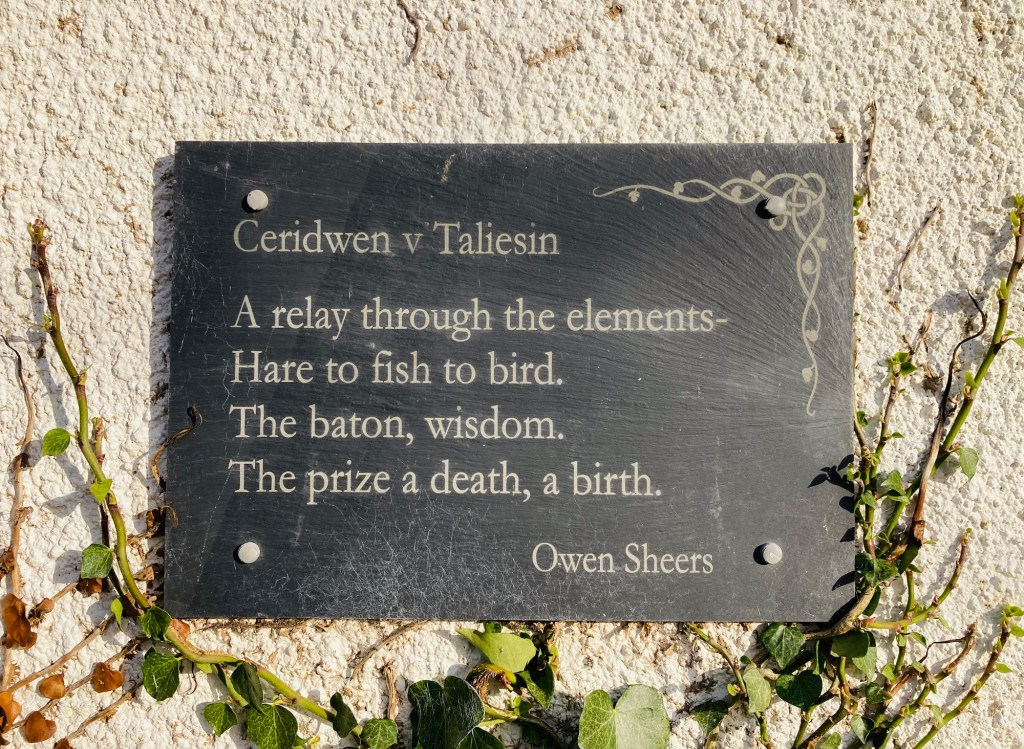 Ceridwen v Taliesin
A relay through the elements-
Hare to fish to bird.
The baton, wisdom.
The prize a death, a birth.
Owen Sheers